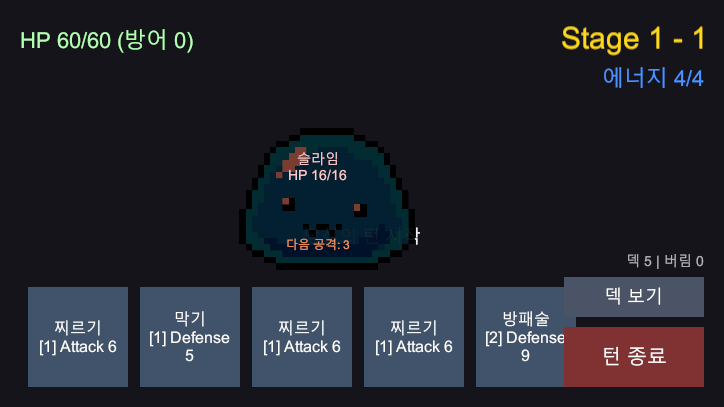 HP 60/60 (방어 0)
Stage 1 - 1
에너지 4/4
슬라임
HP 16/16
다음 공격: 3
덱 5 | 버림 0
덱 보기
찌르기
[1] Attack 6
막기
[1] Defense
5
찌르기
[1] Attack 6
찌르기
[1] Attack 6
방패술
[2] Defense
9
턴 종료